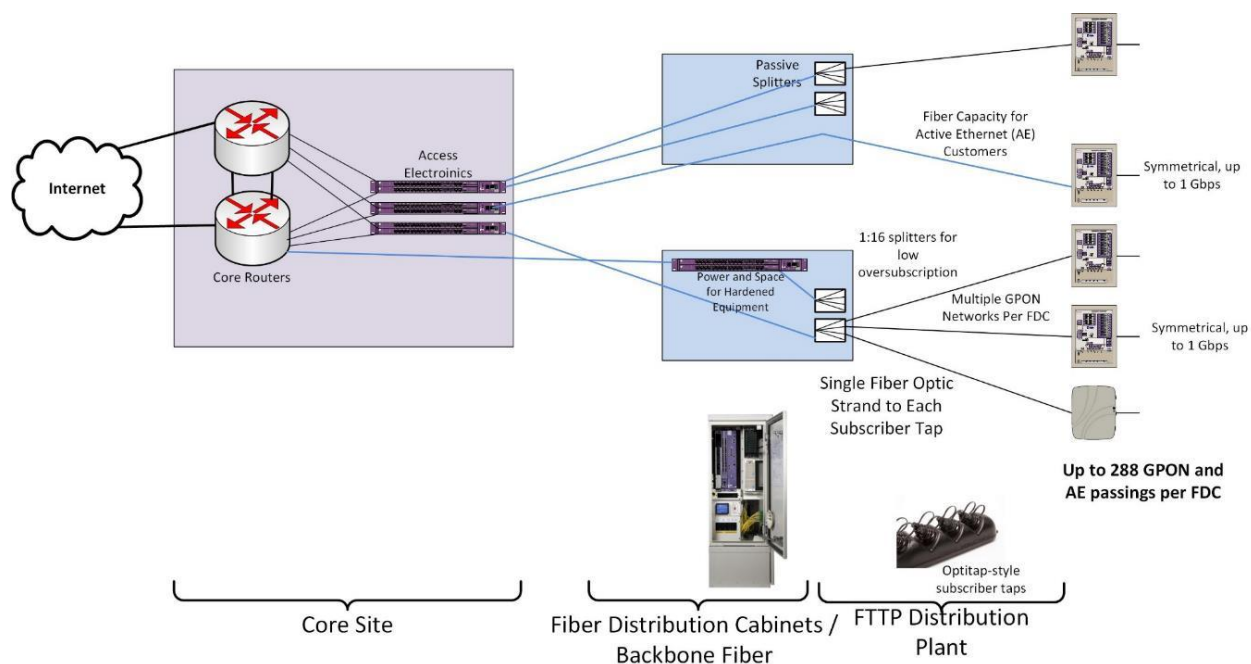 Internet
Core Routers
Access
Electroinics
Passive
Splitters
Fiber Capacity for
Active Ethernet (AE)
Customers
Symmetrical, up
to 1 Gbps
1:16 splitters for
low
oversubscription
Power and Space
for Hardened
Equipment
Multiple GPON
Networks Per FDC
Symmetrical, up
to 1 Gbps
Single Fiber Optic
Strand to Each
Subscriber Tap
Up to 288 GPON and
AE passings per FDC
Optitap-style
subscriber taps
Core Site
Fiber Distribution Cabinets /
Backbone Fiber
FTTP Distribution
Plant